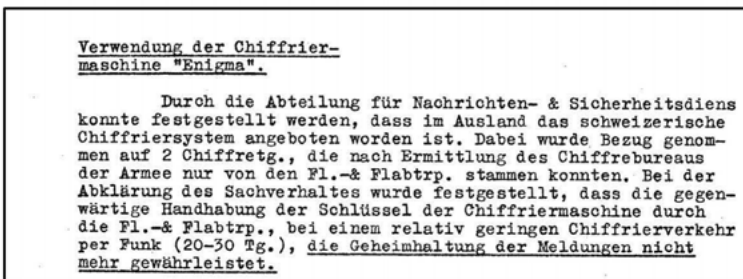 Verwendung der Chiffrier-
maschine "Enigma".
Durch die Abteilung für Nachrichten- & Sicherheitsdiens
konnte festgestellt werden, dass im Ausland das schweizerische
Chiffriersystem angeboten worden ist. Dabei wurde Bezug genom-
men auf 2 Chiffretg., die nach Ermittlung des Chiffrebureaus
der Armee nur von den Fl.-& Flabtrp. stammen konnten. Bei der
Abklärung des Sachverhaltes wurde festgestellt, dass die gegen-
wärtige Handhabung der Schlüssel der Chiffriermaschine durch
die Fl.-& Flabtrp., bei einem relativ geringen Chiffrierverkehr
per Funk (20-30 Tg.), die Geheimhaltung der Meldungen nicht
mehr gewährleistet.